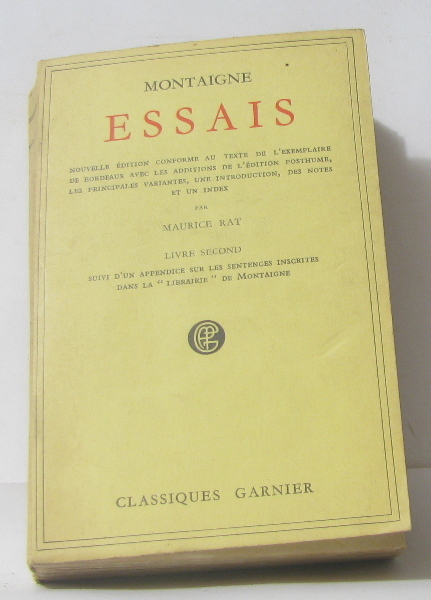 MONTAIGNE
ESSAIS
NOUVELLE ÉDITION CONFORME AU TEXTE DE L'EXEMPLAIRE
DE BORDEAUX AVEC LES ADDITIONS DE L'ÉDITION POSTHUME,
LES PRINCIPALES VARIANTES, UNE INTRODUCTION, DES NOTES
ET UN INDEX
PAR
MAURICE RAT
LIVRE SECOND
SUIVI D'UN APPENDICE SUR LES SENTENCES INSCRITES
DANS LA "LIBRAIRIE" DE MONTAIGNE
CLASSIQUES GARNIER